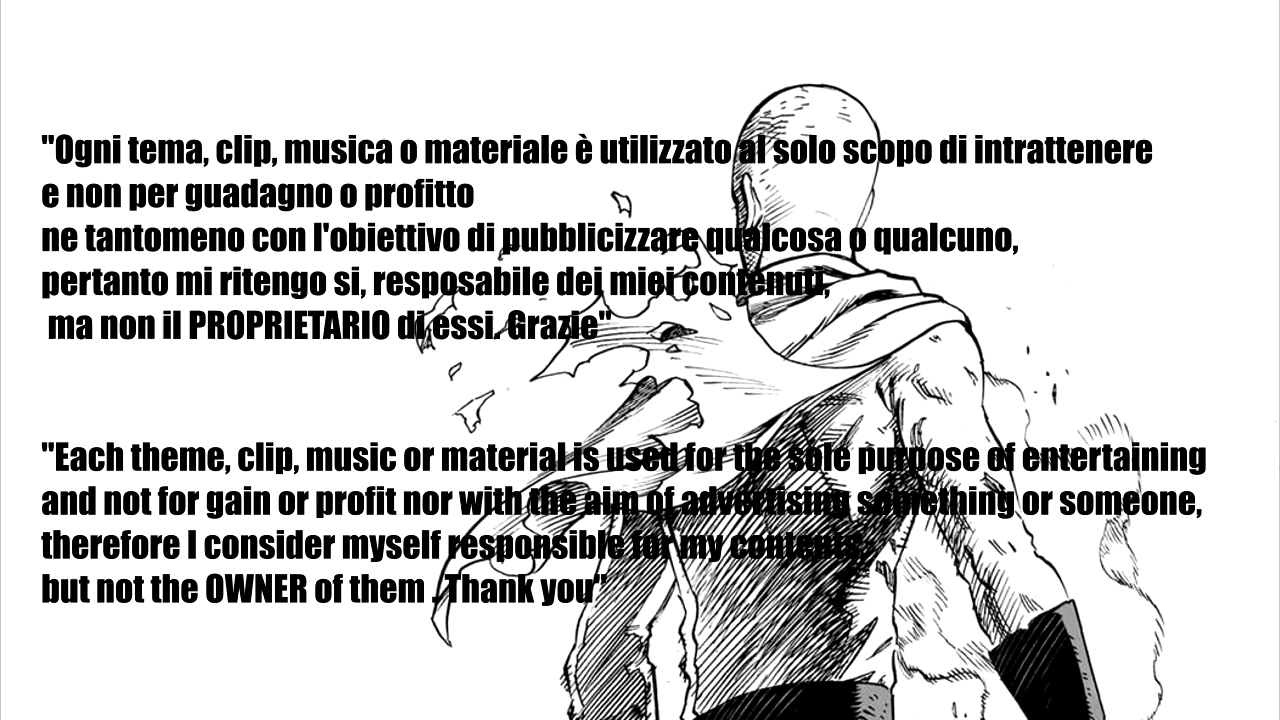 "Ogni tema, clip, musica o materiale è utilizzato al solo scopo di intrattenere
e non per guadagno o profitto
ne tantomeno con l'obiettivo di pubblicizzare qualcosa o qualcuno,
pertanto mi ritengo si, resposabile dei miei contenuti,
ma non il PROPRIETARIO di essi. Grazie"
"Each theme, clip, music or material is used for the sole purpose of entertaining
and not for gain or profit nor with the aim of advertising something or someone,
therefore I consider myself responsible for my contents,
but not the OWNER of them . Thank you"